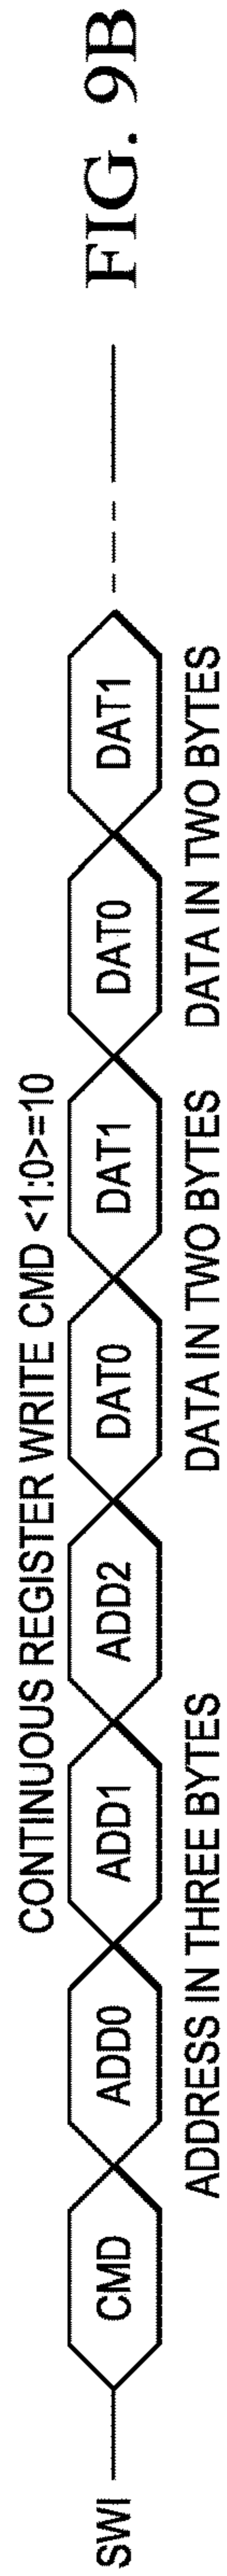 CONTINUOUS REGISTER WRITE CMD <1:0>=10
SWI CMD ADD0 ADD1 ADD2 DAT0 DAT1 DAT0 DAT1
ADDRESS IN THREE BYTES DATA IN TWO BYTES DATA IN TWO BYTES
FIG. 9B